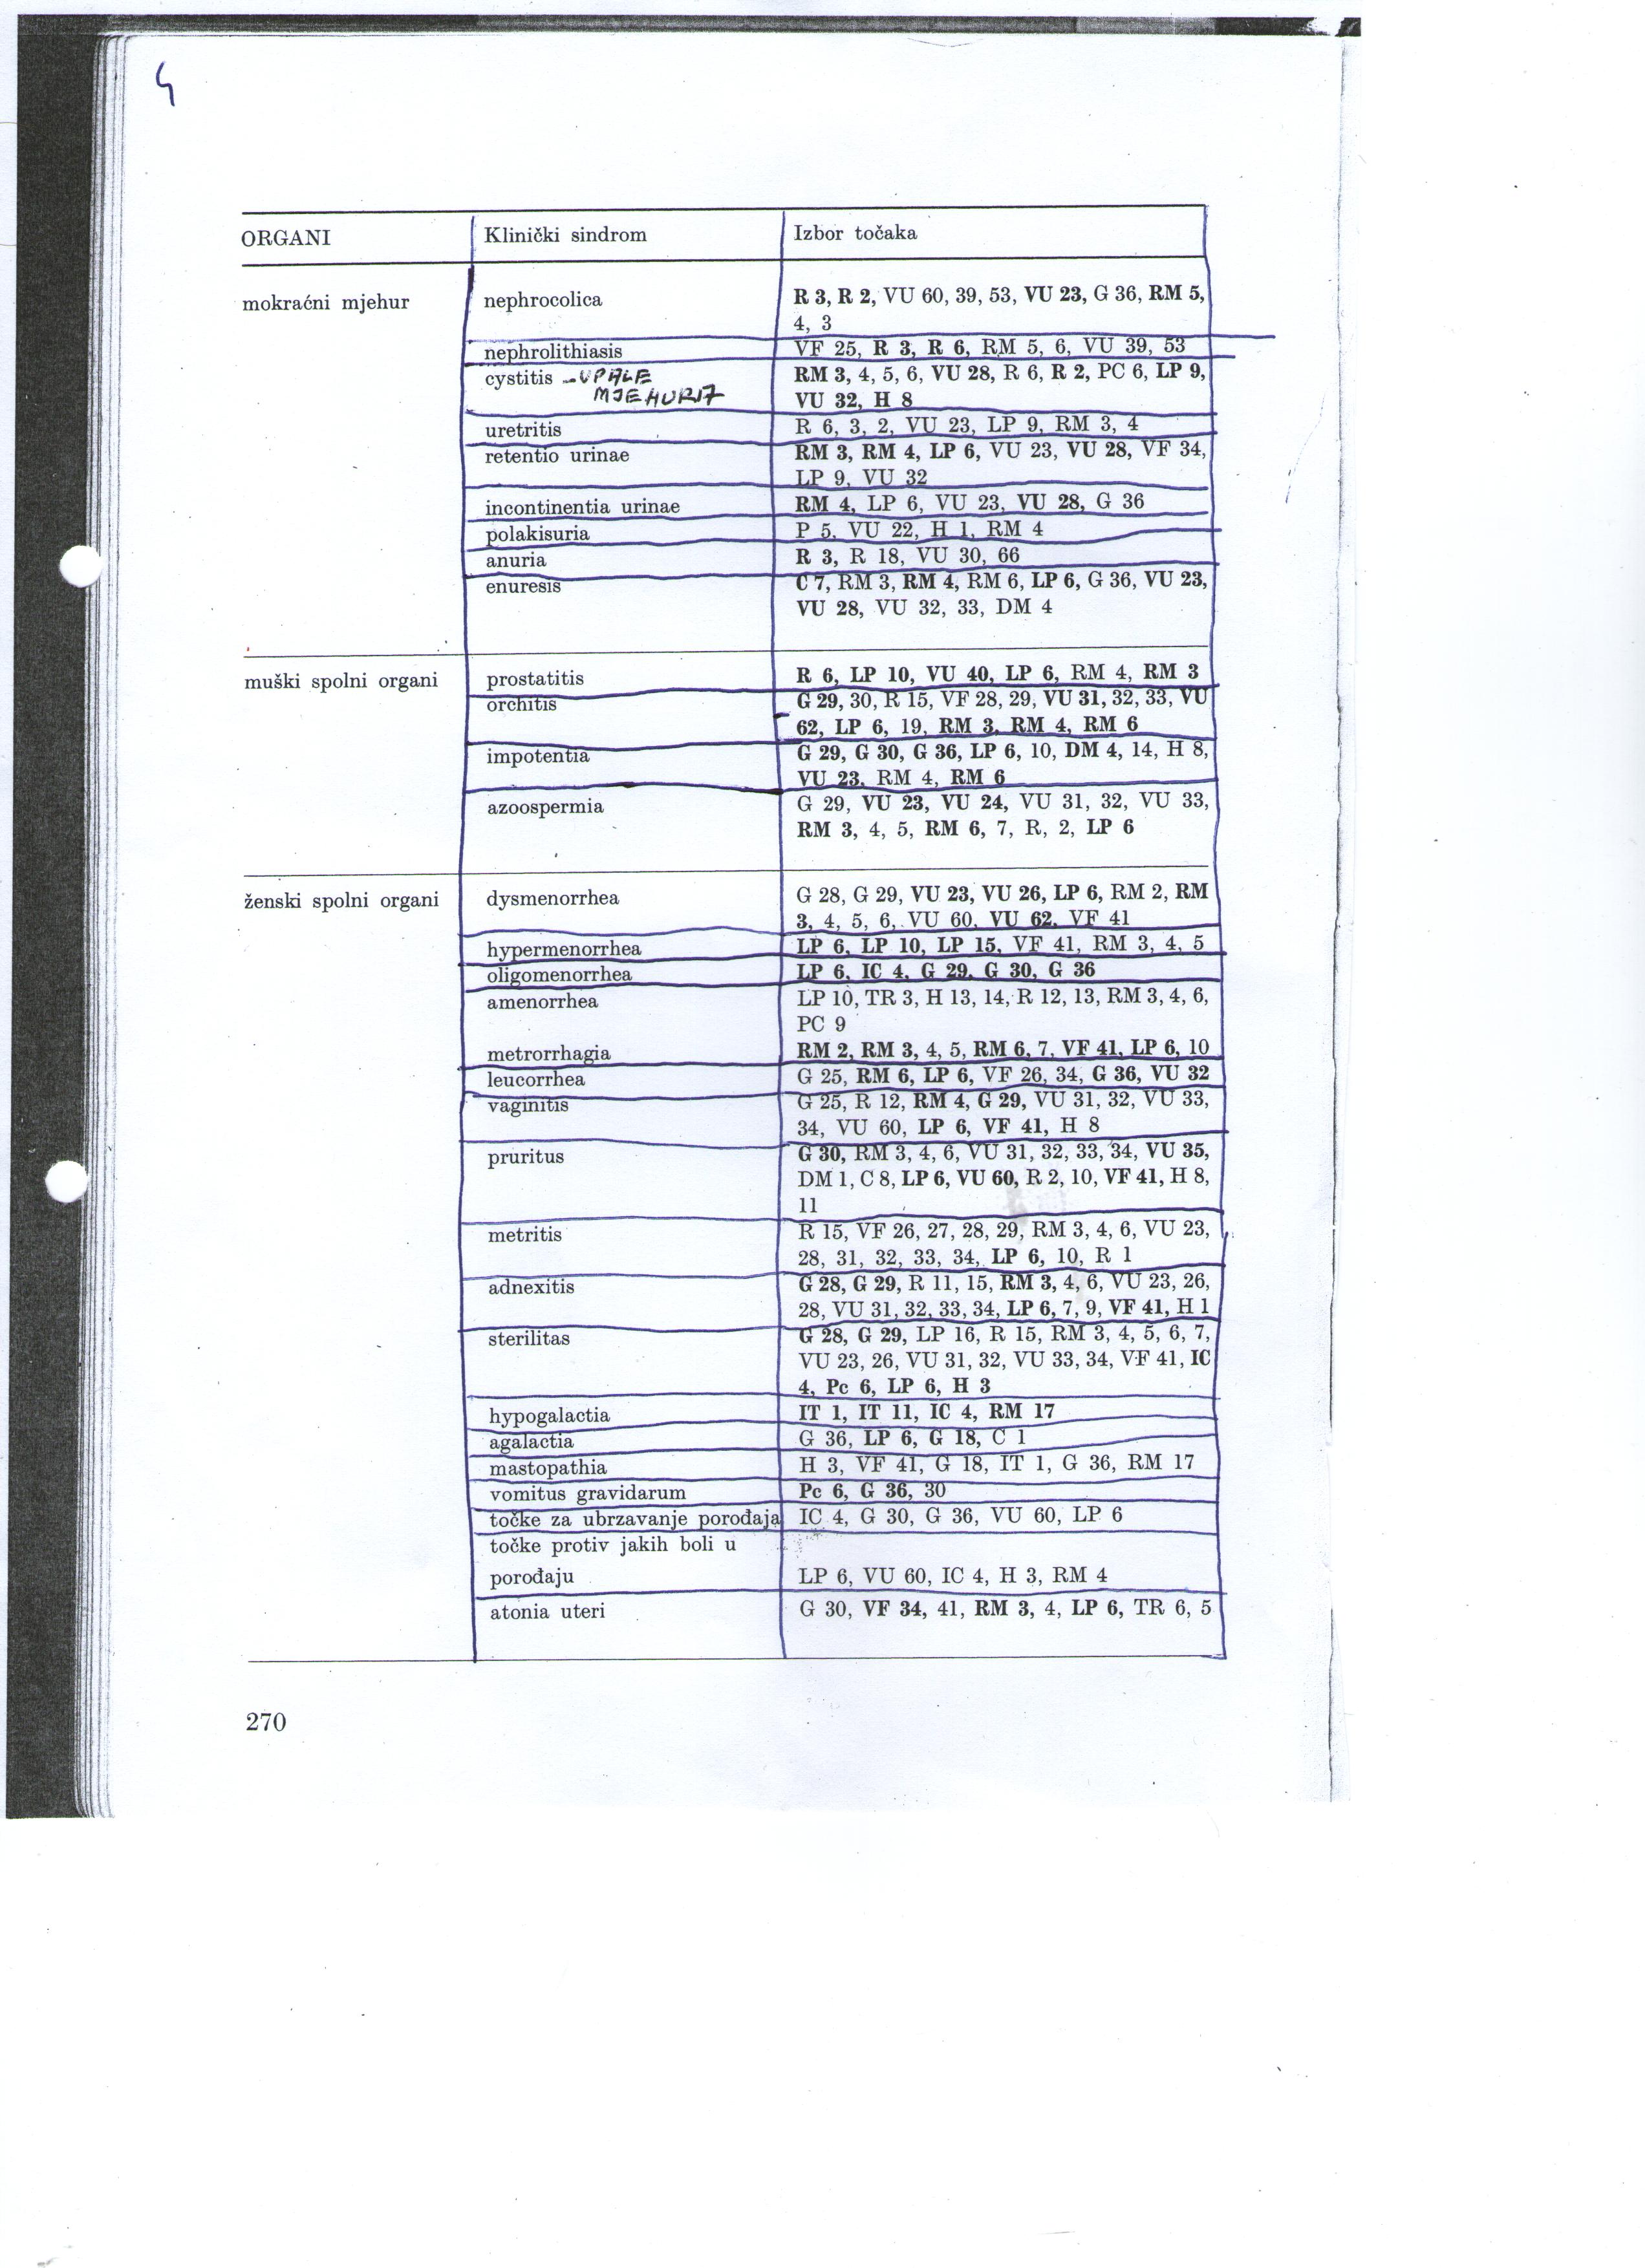 4
ORGANI Klinički sindrom Izbor točaka
mokraćni mjehur nephrocolica R 3, R 2, VU 60, 39, 53, VU 23, G 36, RM 5,
4, 3
nephrolithiasis VF 25, R 3, R 6, RM 5, 6, VU 39, 53
cystitis - UPALE RM 3, 4, 5, 6, VU 28, R 6, R 2, PC 6, LP 9,
MJEHURA VU 32, H 8
uretritis R 6, 3, 2, VU 23, LP 9, RM 3, 4
retentio urinae RM 3, RM 4, LP 6, VU 23, VU 28, VF 34,
LP 9, VU 32
incontinentia urinae RM 4, LP 6, VU 23, VU 28, G 36
polakisuria P 5, VU 22, H 1, RM 4
anuria R 3, R 18, VU 30, 66
enuresis C 7, RM 3, RM 4, RM 6, LP 6, G 36, VU 23,
VU 28, VU 32, 33, DM 4
muški spolni organi prostatitis R 6, LP 10, VU 40, LP 6, RM 4, RM 3
orchitis G 29, 30, R 15, VF 28, 29, VU 31, 32, 33, VU
62, LP 6, 19, RM 3, RM 4, RM 6
impotentia G 29, G 30, G 36, LP 6, 10, DM 4, 14, H 8,
VU 23, RM 4, RM 6
azoospermia G 29, VU 23, VU 24, VU 31, 32, VU 33,
RM 3, 4, 5, RM 6, 7, R, 2, LP 6
ženski spolni organi dysmenorrhea G 28, G 29, VU 23, VU 26, LP 6, RM 2, RM
3, 4, 5, 6, VU 60, VU 62, VF 41
hypermenorrhea LP 6, LP 10, LP 15, VF 41, RM 3, 4, 5
oligomenorrhea LP 6, IC 4, G 29, G 30, G 36
amenorrhea LP 10, TR 3, H 13, 14, R 12, 13, RM 3, 4, 6,
PC 9
metrorrhagia RM 2, RM 3, 4, 5, RM 6, 7, VF 41, LP 6, 10
leucorrhea G 25, RM 6, LP 6, VF 26, 34, G 36, VU 32
vaginitis G 25, R 12, RM 4, G 29, VU 31, 32, VU 33,
34, VU 60, LP 6, VF 41, H 8
pruritus G 30, RM 3, 4, 6, VU 31, 32, 33, 34, VU 35,
DM 1, C 8, LP 6, VU 60, R 2, 10, VF 41, H 8,
11
metritis R 15, VF 26, 27, 28, 29, RM 3, 4, 6, VU 23,
28, 31, 32, 33, 34, LP 6, 10, R 1
adnexitis G 28, G 29, R 11, 15, RM 3, 4, 6, VU 23, 26,
28, VU 31, 32, 33, 34, LP 6, 7, 9, VF 41, H 1
sterilitas G 28, G 29, LP 16, R 15, RM 3, 4, 5, 6, 7,
VU 23, 26, VU 31, 32, VU 33, 34, VF 41, IC
4, Pc 6, LP 6, H 3
hypogalactia IT 1, IT 11, IC 4, RM 17
agalactia G 36, LP 6, G 18, C 1
mastopathia H 3, VF 41, G 18, IT 1, G 36, RM 17
vomitus gravidarum Pc 6, G 36, 30
točke za ubrzavanje porođaja IC 4, G 30, G 36, VU 60, LP 6
točke protiv jakih boli u
porođaju LP 6, VU 60, IC 4, H 3, RM 4
atonia uteri G 30, VF 34, 41, RM 3, 4, LP 6, TR 6, 5
270